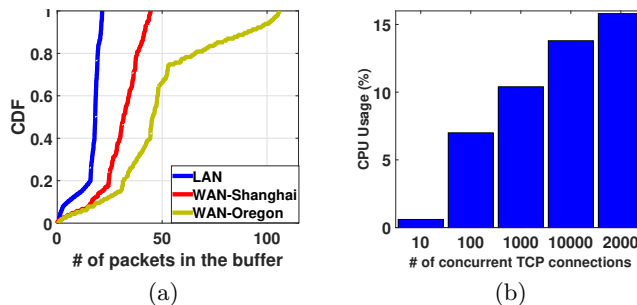 1
0.8
0.6
0.4
0.2
0
CDF
0 50 100
# of packets in the buffer
LAN
WAN-Shanghai
WAN-Oregon
(a)
15
10
5
0
CPU Usage (%)
10 100 1000 10000 2000
# of concurrent TCP connections
(b)